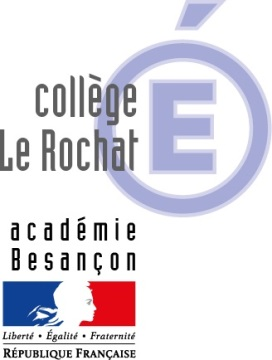 collège
Le Rochat
É
académie
Besançon
Liberté • Égalité • Fraternité
RÉPUBLIQUE FRANÇAISE